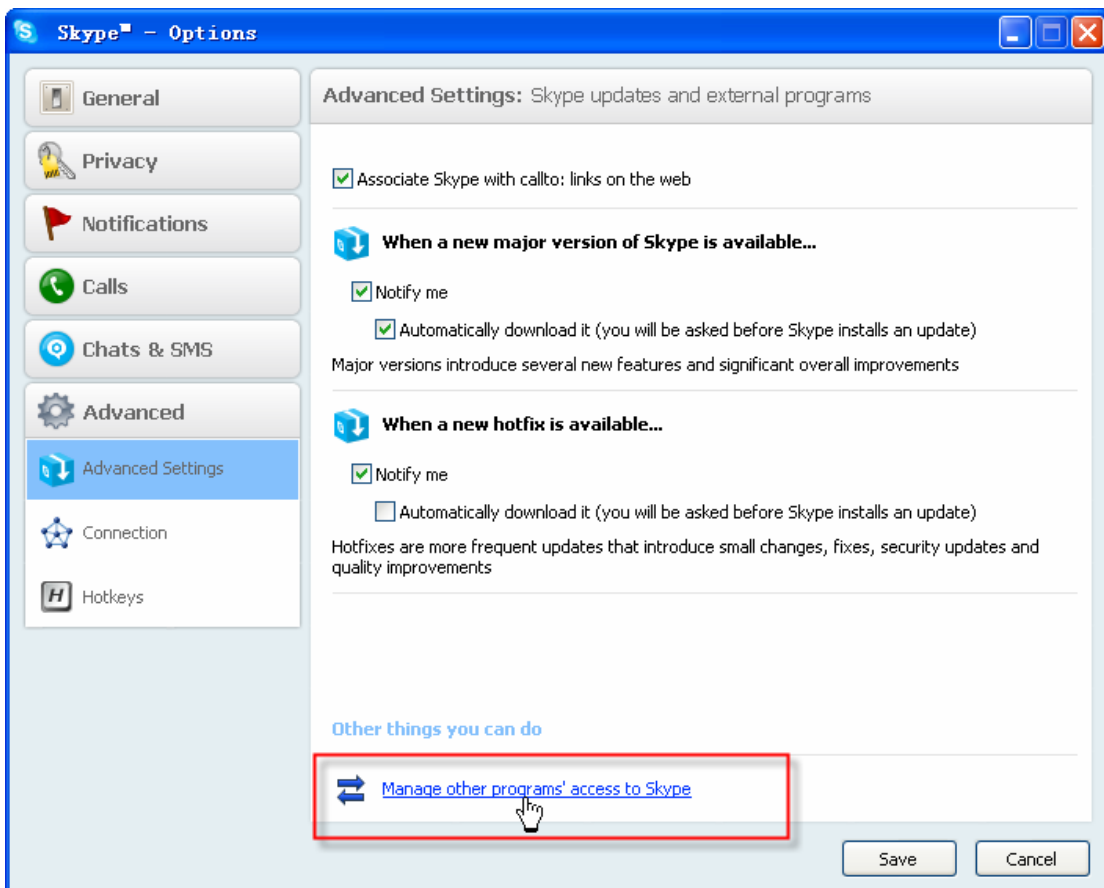 Skype™ - Options
General
Privacy
Notifications
Calls
Chats & SMS
Advanced
Advanced Settings
Connection
Hotkeys
Advanced Settings: Skype updates and external programs
Associate Skype with callto: links on the web
When a new major version of Skype is available...
Notify me
Automatically download it (you will be asked before Skype installs an update)
Major versions introduce several new features and significant overall improvements
When a new hotfix is available...
Notify me
Automatically download it (you will be asked before Skype installs an update)
Hotfixes are more frequent updates that introduce small changes, fixes, security updates and
quality improvements
Other things you can do
Manage other programs' access to Skype
Save
Cancel